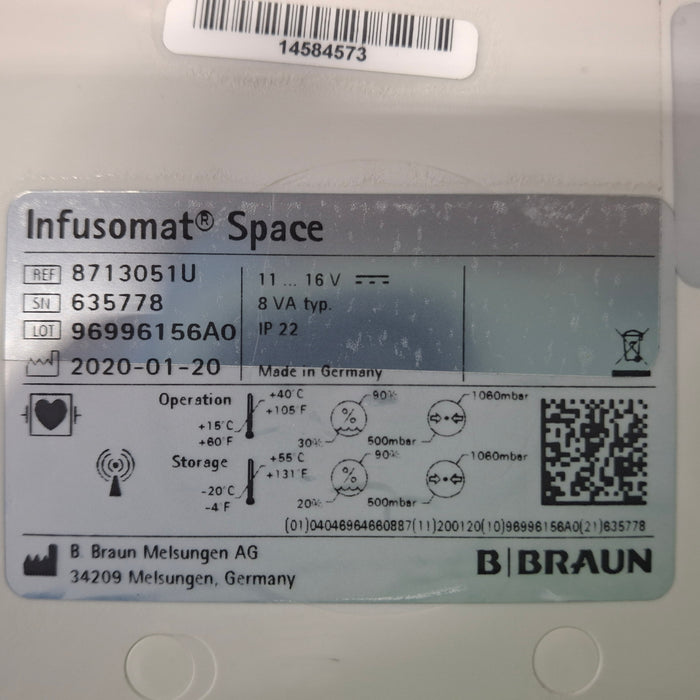 14584573
Infusomat® Space
REF 8713051U
SN 635778
LOT 96996156A0
2020-01-20
11 ... 16 V
8 VA typ.
IP 22
Made in Germany
Operation
+40°C
+105°F
+15°C
+60°F
90%
%
30%
1060mbar
500mbar
Storage
+55°C
+131°F
-20°C
-4°F
90%
%
20%
1060mbar
500mbar
(01)04046964660887(11)200120(10)96996156A0(21)635778
B. Braun Melsungen AG
34209 Melsungen, Germany
B|BRAUN